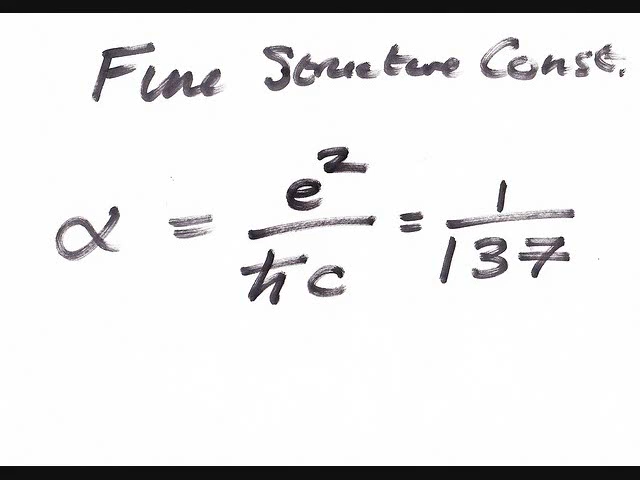 Fine Structure Const.
α = e² / ħc = 1 / 137